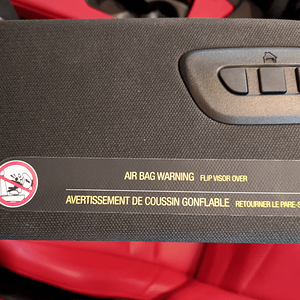 AIR BAG WARNING FLIP VISOR OVER
AVERTISSEMENT DE COUSSIN GONFLABLE RETOURNER LE PARE-S